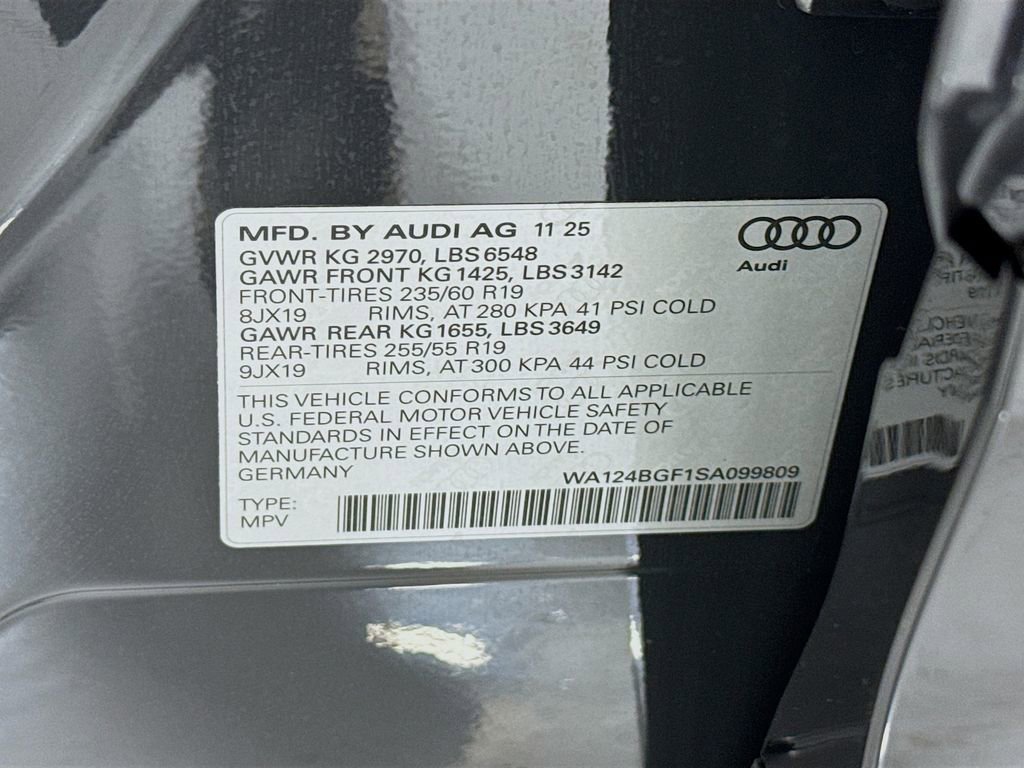 MFD. BY AUDI AG 11 25
GVWR KG 2970, LBS 6548
GAWR FRONT KG 1425, LBS 3142
FRONT-TIRES 235/60 R19
8JX19 RIMS, AT 280 KPA 41 PSI COLD
GAWR REAR KG 1655, LBS 3649
REAR-TIRES 255/55 R19
9JX19 RIMS, AT 300 KPA 44 PSI COLD
Audi
THIS VEHICLE CONFORMS TO ALL APPLICABLE
U.S. FEDERAL MOTOR VEHICLE SAFETY
STANDARDS IN EFFECT ON THE DATE OF
MANUFACTURE SHOWN ABOVE.
GERMANY WA124BGF1SA099809
TYPE:
MPV